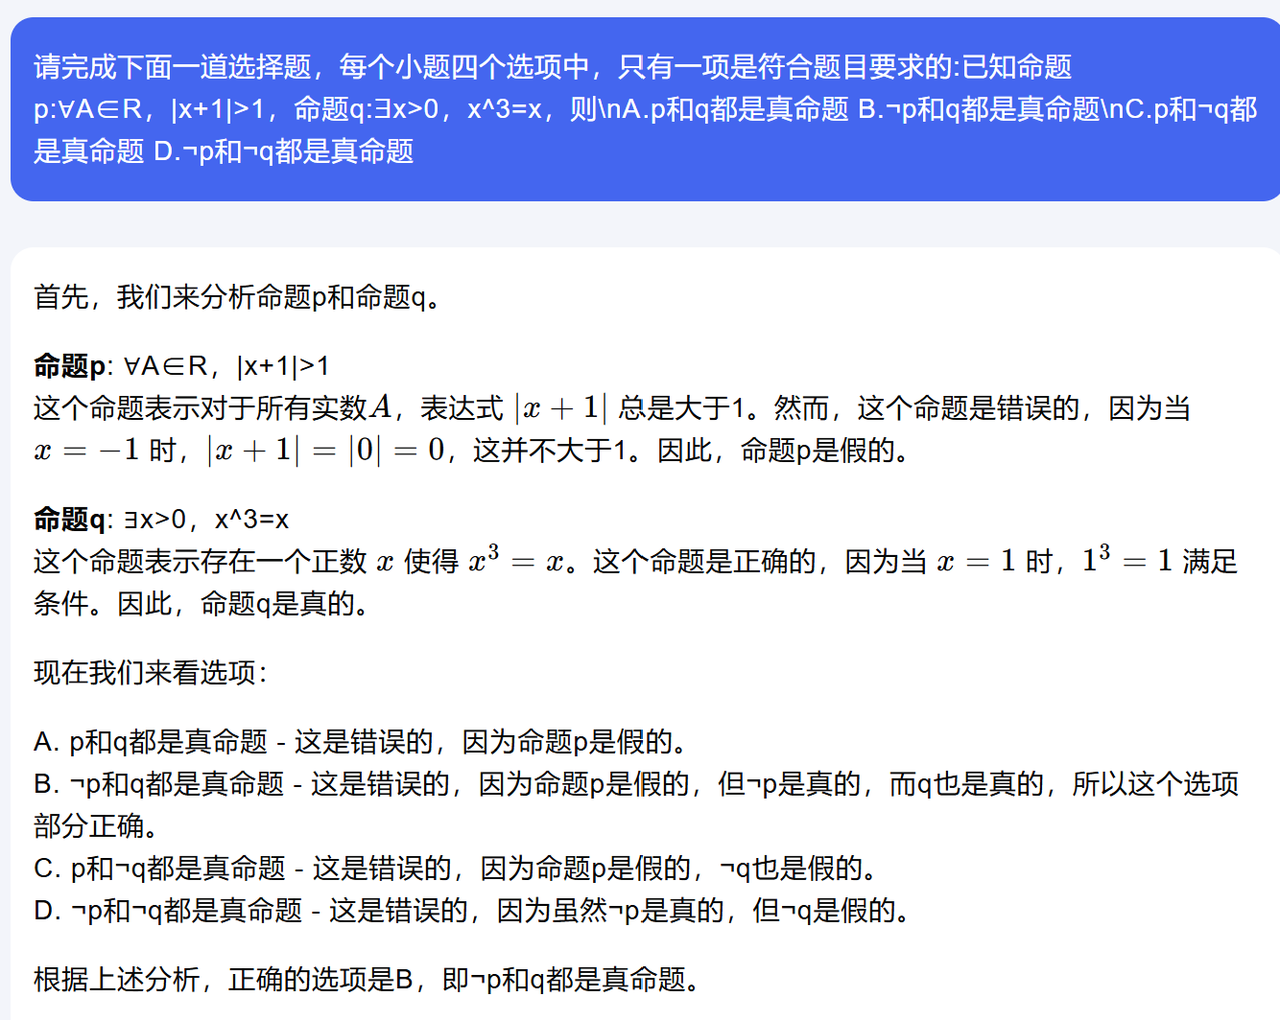 请完成下面一道选择题，每个小题四个选项中，只有一项是符合题目要求的:已知命题
p:∀A∈R，|x+1|>1，命题q:∃x>0，x^3=x，则\nA.p和q都是真命题 B.¬p和q都是真命题\nC.p和¬q都
是真命题 D.¬p和¬q都是真命题
首先，我们来分析命题p和命题q。
命题p: ∀A∈R，|x+1|>1
这个命题表示对于所有实数A，表达式 |x + 1| 总是大于1。然而，这个命题是错误的，因为当
x = −1 时，|x + 1| = |0| = 0，这并不大于1。因此，命题p是假的。
命题q: ∃x>0，x^3=x
这个命题表示存在一个正数 x 使得 x³ = x。这个命题是正确的，因为当 x = 1 时，1³ = 1 满足
条件。因此，命题q是真的。
现在我们来看选项：
A. p和q都是真命题 - 这是错误的，因为命题p是假的。
B. ¬p和q都是真命题 - 这是错误的，因为命题p是假的，但¬p是真的，而q也是真的，所以这个选项
部分正确。
C. p和¬q都是真命题 - 这是错误的，因为命题p是假的，¬q也是假的。
D. ¬p和¬q都是真命题 - 这是错误的，因为虽然¬p是真的，但¬q是假的。
根据上述分析，正确的选项是B，即¬p和q都是真命题。